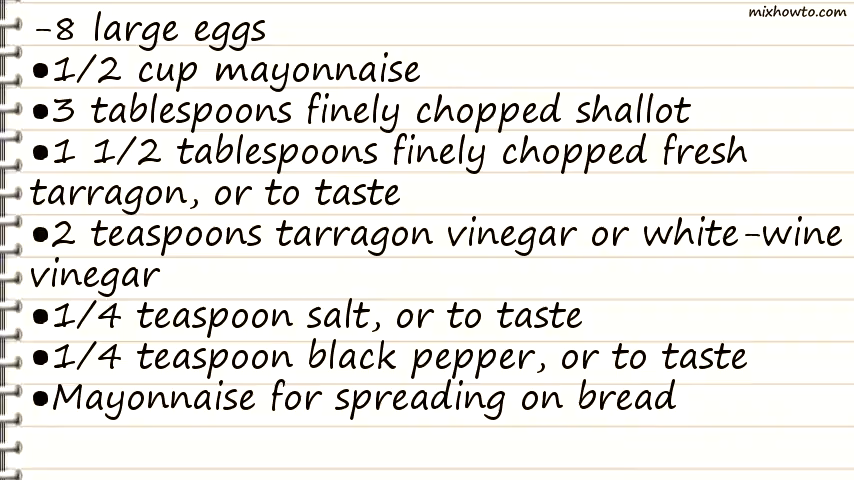 mixhowto.com
-8 large eggs
•1/2 cup mayonnaise
•3 tablespoons finely chopped shallot
•1 1/2 tablespoons finely chopped fresh
tarragon, or to taste
•2 teaspoons tarragon vinegar or white-wine
vinegar
•1/4 teaspoon salt, or to taste
•1/4 teaspoon black pepper, or to taste
•Mayonnaise for spreading on bread